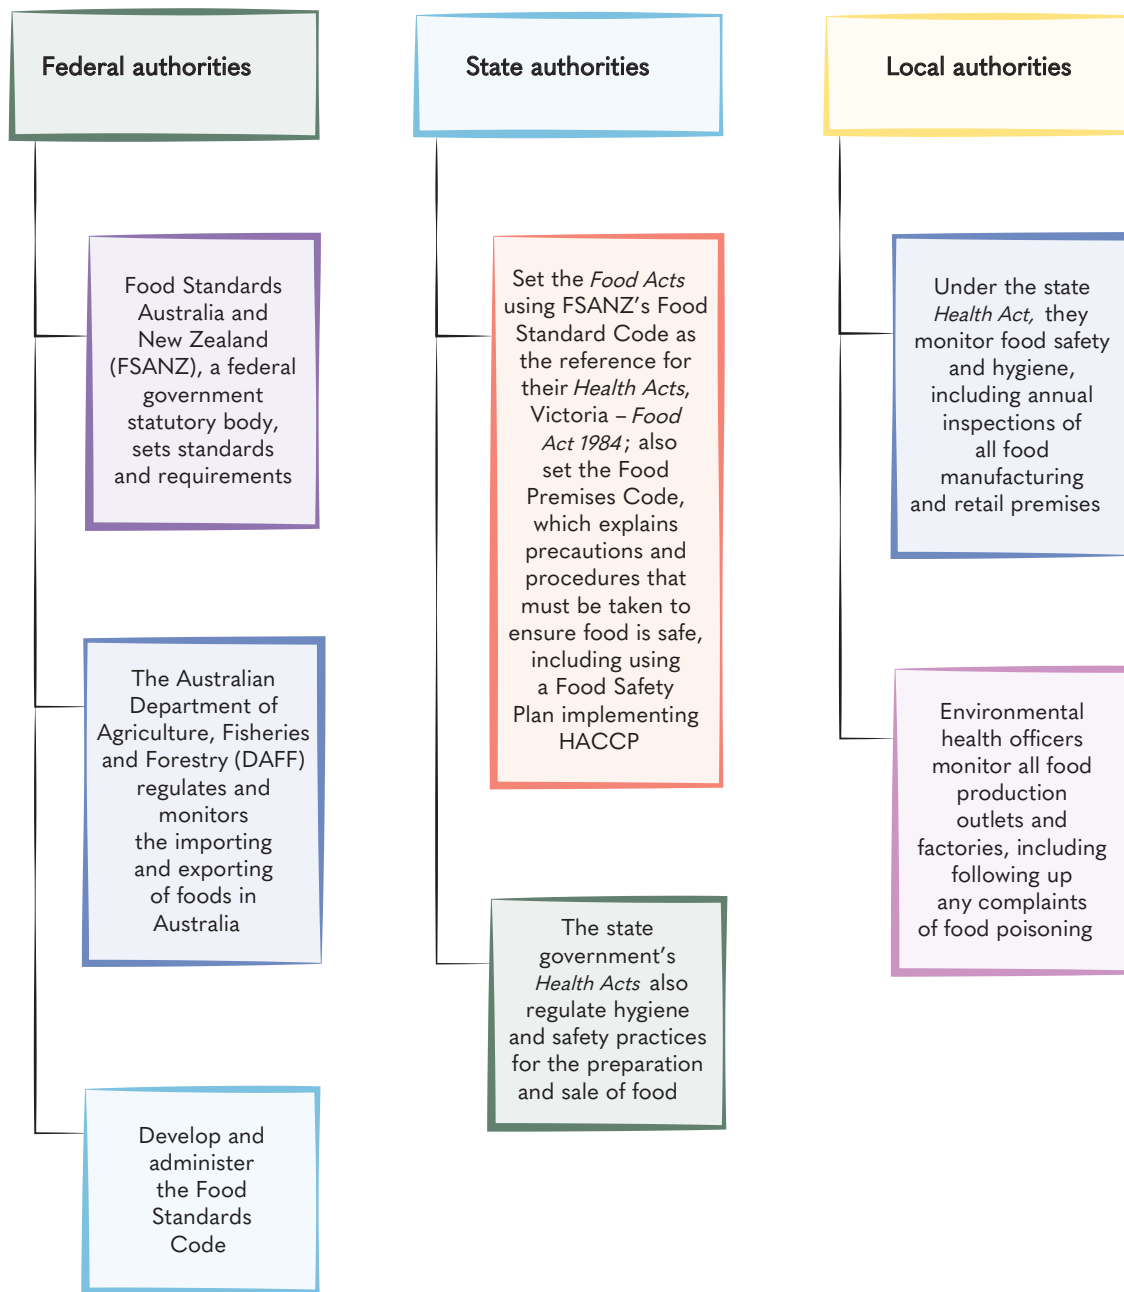 Federal authorities
Food Standards
Australia and
New Zealand
(FSANZ), a federal
government
statutory body,
sets standards
and requirements
The Australian
Department of
Agriculture, Fisheries
and Forestry (DAFF)
regulates and
monitors
the importing
and exporting
of foods in
Australia
Develop and
administer
the Food
Standards
Code
State authorities
Set the Food Acts
using FSANZ's Food
Standard Code as
the reference for
their Health Acts,
Victoria – Food
Act 1984; also
set the Food
Premises Code,
which explains
precautions and
procedures that
must be taken to
ensure food is safe,
including using
a Food Safety
Plan implementing
HACCP
The state
government's
Health Acts also
regulate hygiene
and safety practices
for the preparation
and sale of food
Local authorities
Under the state
Health Act, they
monitor food safety
and hygiene,
including annual
inspections of
all food
manufacturing
and retail premises
Environmental
health officers
monitor all food
production
outlets and
factories, including
following up
any complaints
of food poisoning